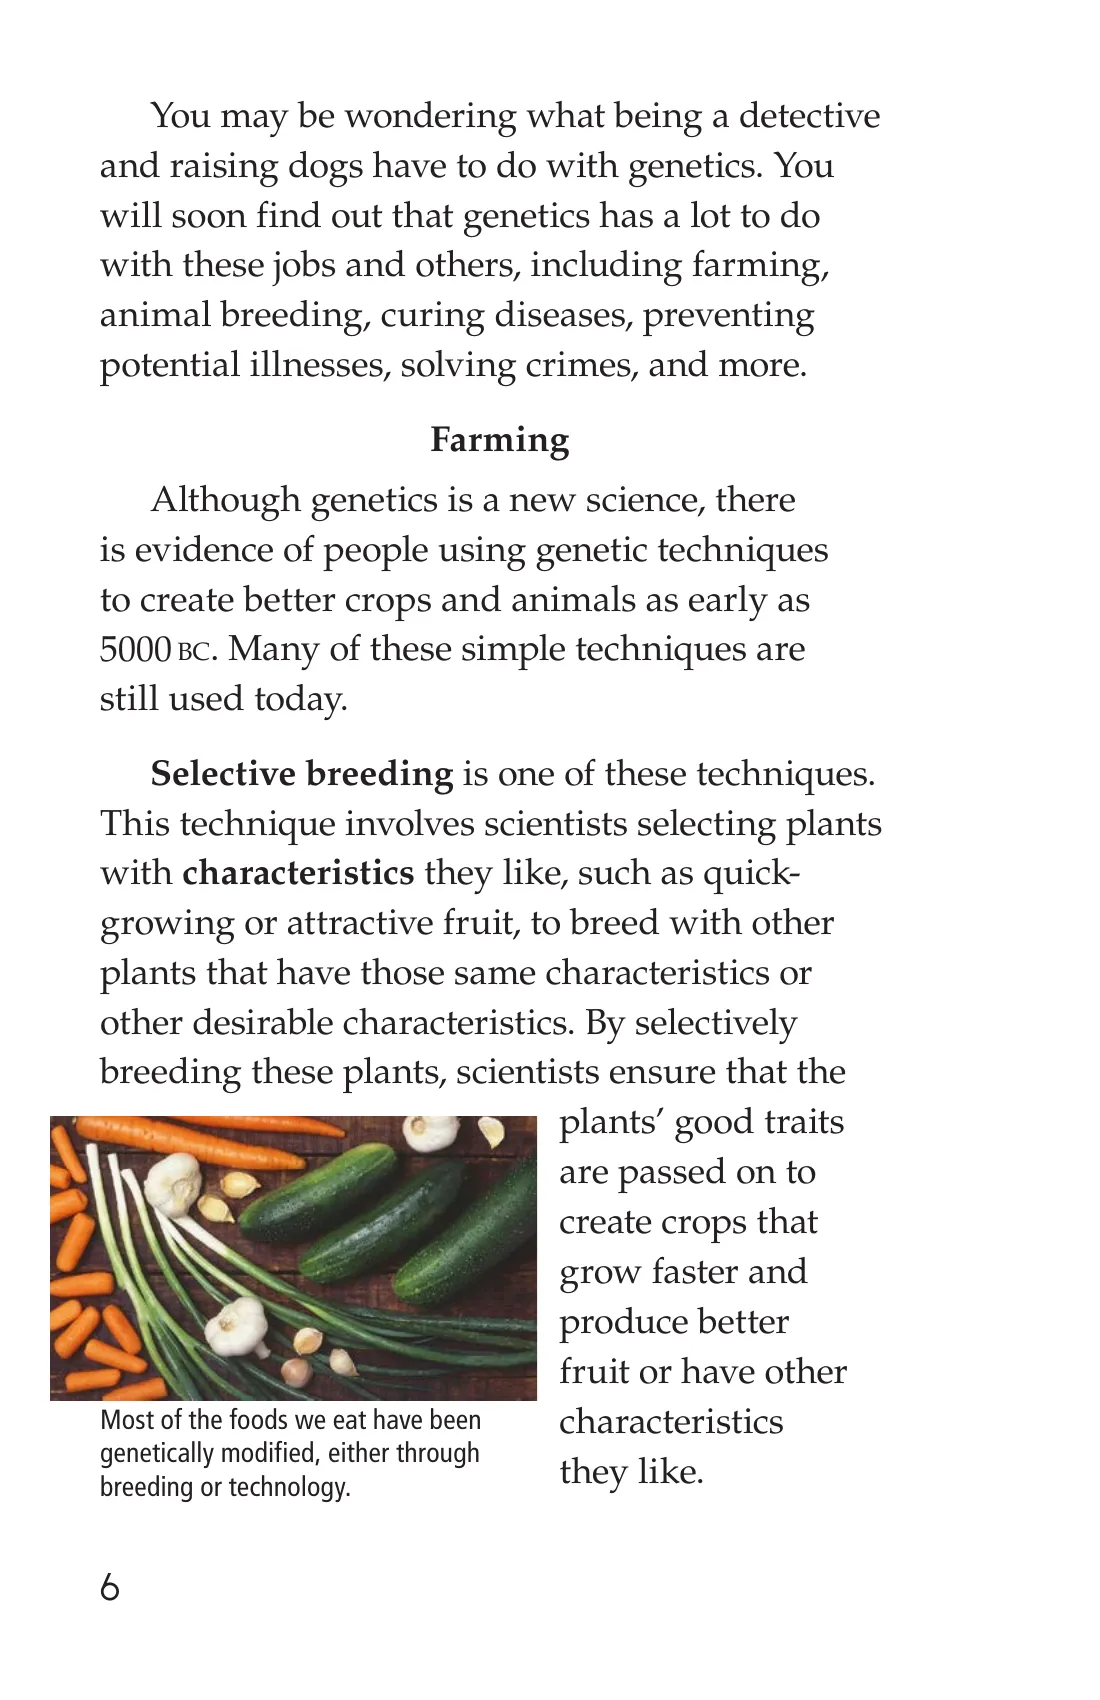 You may be wondering what being a detective
and raising dogs have to do with genetics. You
will soon find out that genetics has a lot to do
with these jobs and others, including farming,
animal breeding, curing diseases, preventing
potential illnesses, solving crimes, and more.
Farming
Although genetics is a new science, there
is evidence of people using genetic techniques
to create better crops and animals as early as
5000 BC. Many of these simple techniques are
still used today.
Selective breeding is one of these techniques.
This technique involves scientists selecting plants
with characteristics they like, such as quick-
growing or attractive fruit, to breed with other
plants that have those same characteristics or
other desirable characteristics. By selectively
breeding these plants, scientists ensure that the
plants’ good traits
are passed on to
create crops that
grow faster and
produce better
fruit or have other
characteristics
they like.
Most of the foods we eat have been
genetically modified, either through
breeding or technology.
6